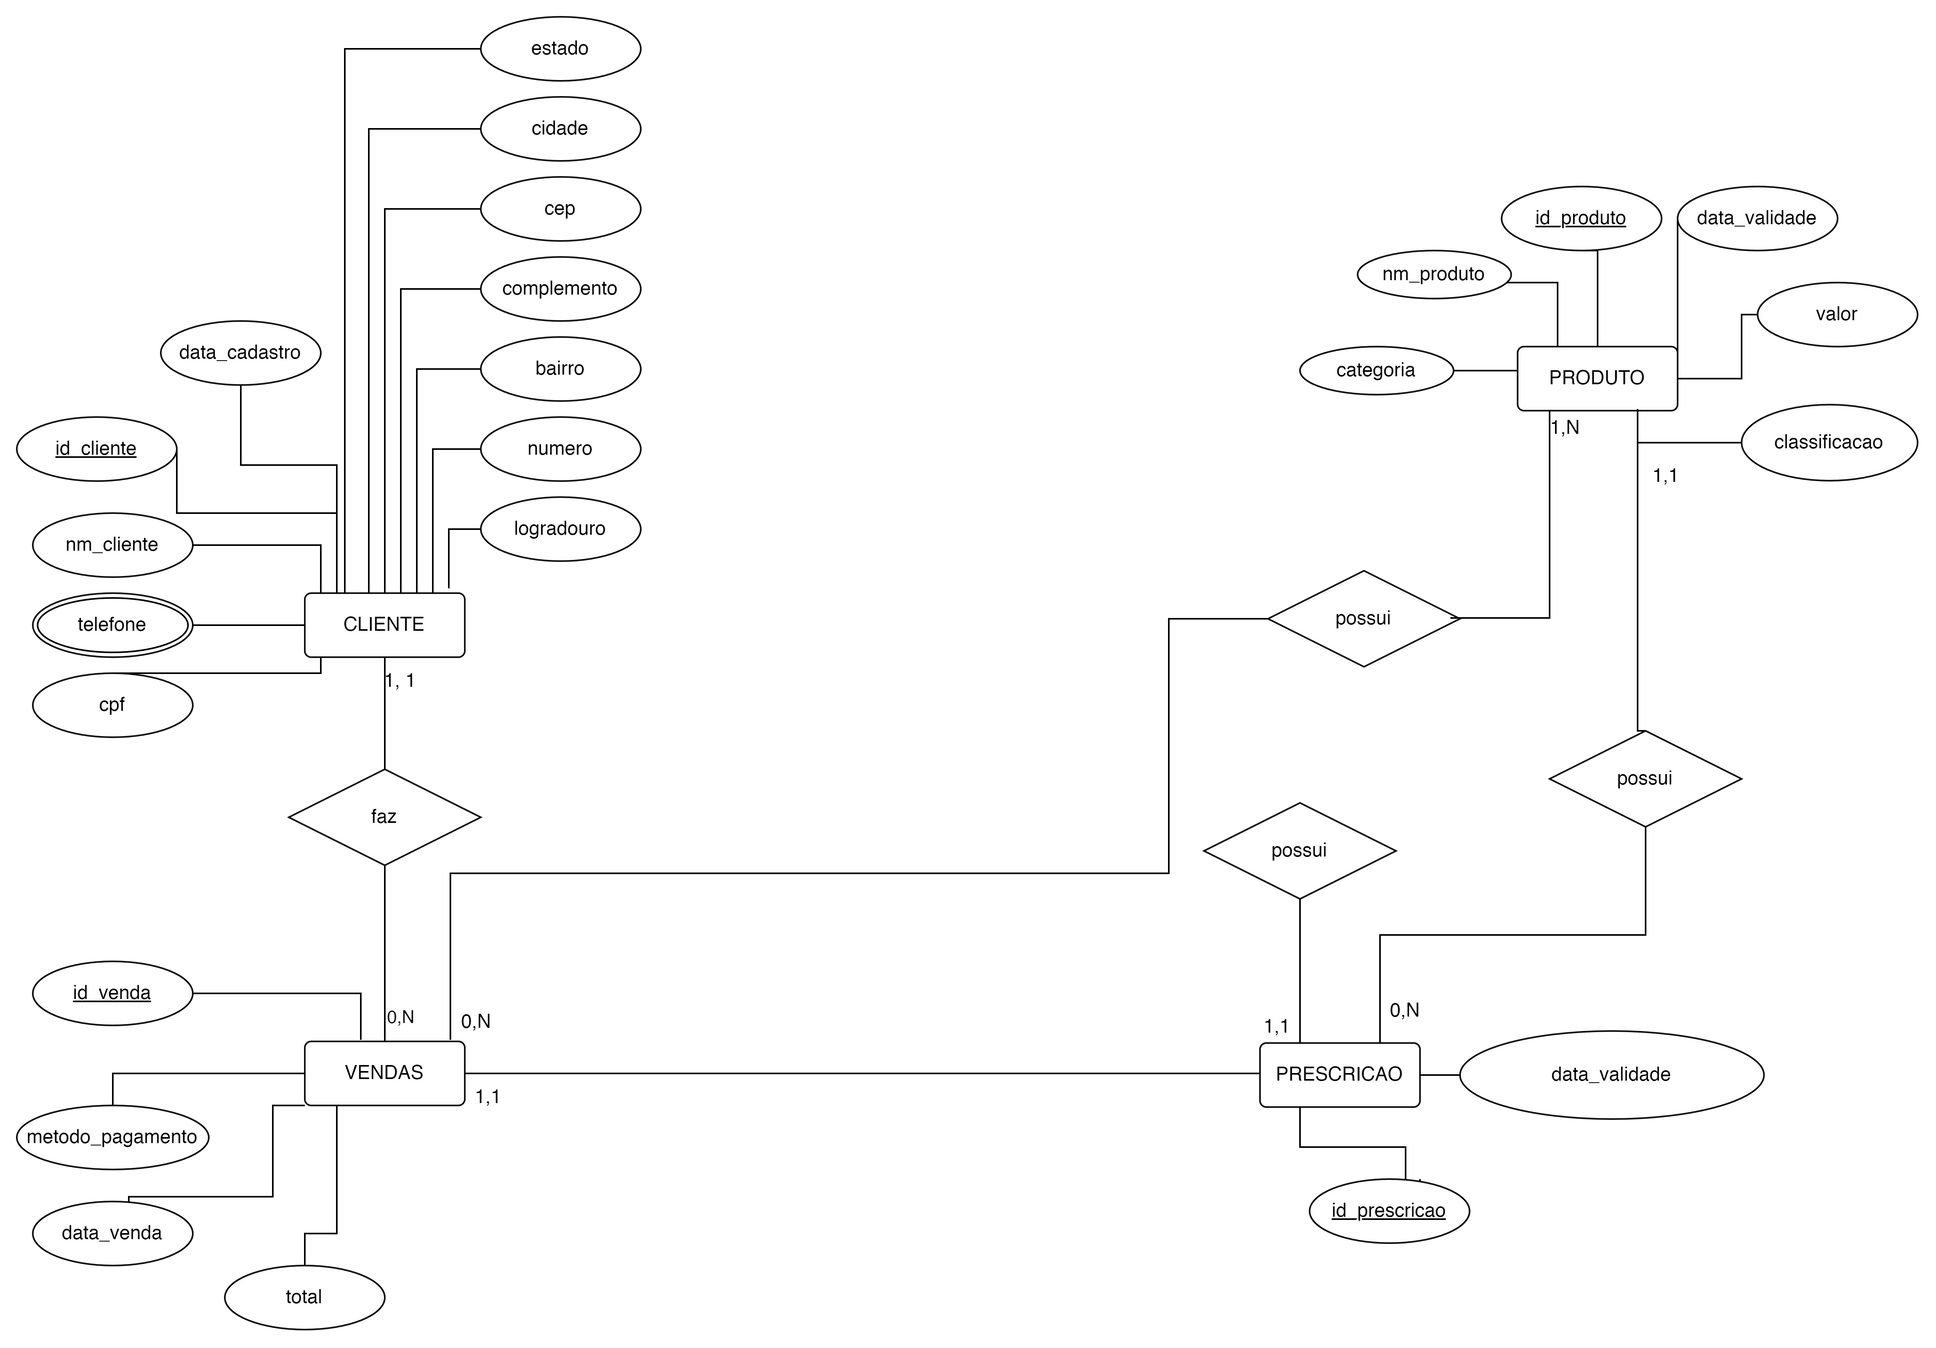 estado
cidade
cep
complemento
bairro
numero
logradouro
data_cadastro
id_cliente
nm_cliente
telefone
cpf
CLIENTE
1, 1
faz
0,N
0,N
id_venda
VENDAS
1,1
metodo_pagamento
data_venda
total
id_produto
data_validade
nm_produto
valor
categoria
PRODUTO
1,N
classificacao
1,1
possui
possui
possui
1,1
0,N
PRESCRICAO
data_validade
id_prescricao